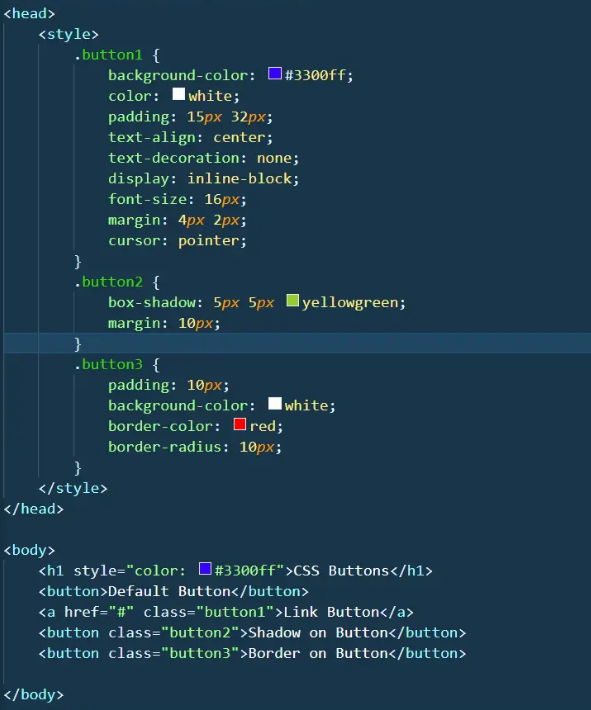 <head>
    <style>
        .button1 {
            background-color: #3300ff;
            color: white;
            padding: 15px 32px;
            text-align: center;
            text-decoration: none;
            display: inline-block;
            font-size: 16px;
            margin: 4px 2px;
            cursor: pointer;
        }
        .button2 {
            box-shadow: 5px 5px yellowgreen;
            margin: 10px;
        }
        .button3 {
            padding: 10px;
            background-color: white;
            border-color: red;
            border-radius: 10px;
        }
    </style>
</head>

<body>
    <h1 style="color: #3300ff">CSS Buttons</h1>
    <button>Default Button</button>
    <a href="#" class="button1">Link Button</a>
    <button class="button2">Shadow on Button</button>
    <button class="button3">Border on Button</button>

</body>